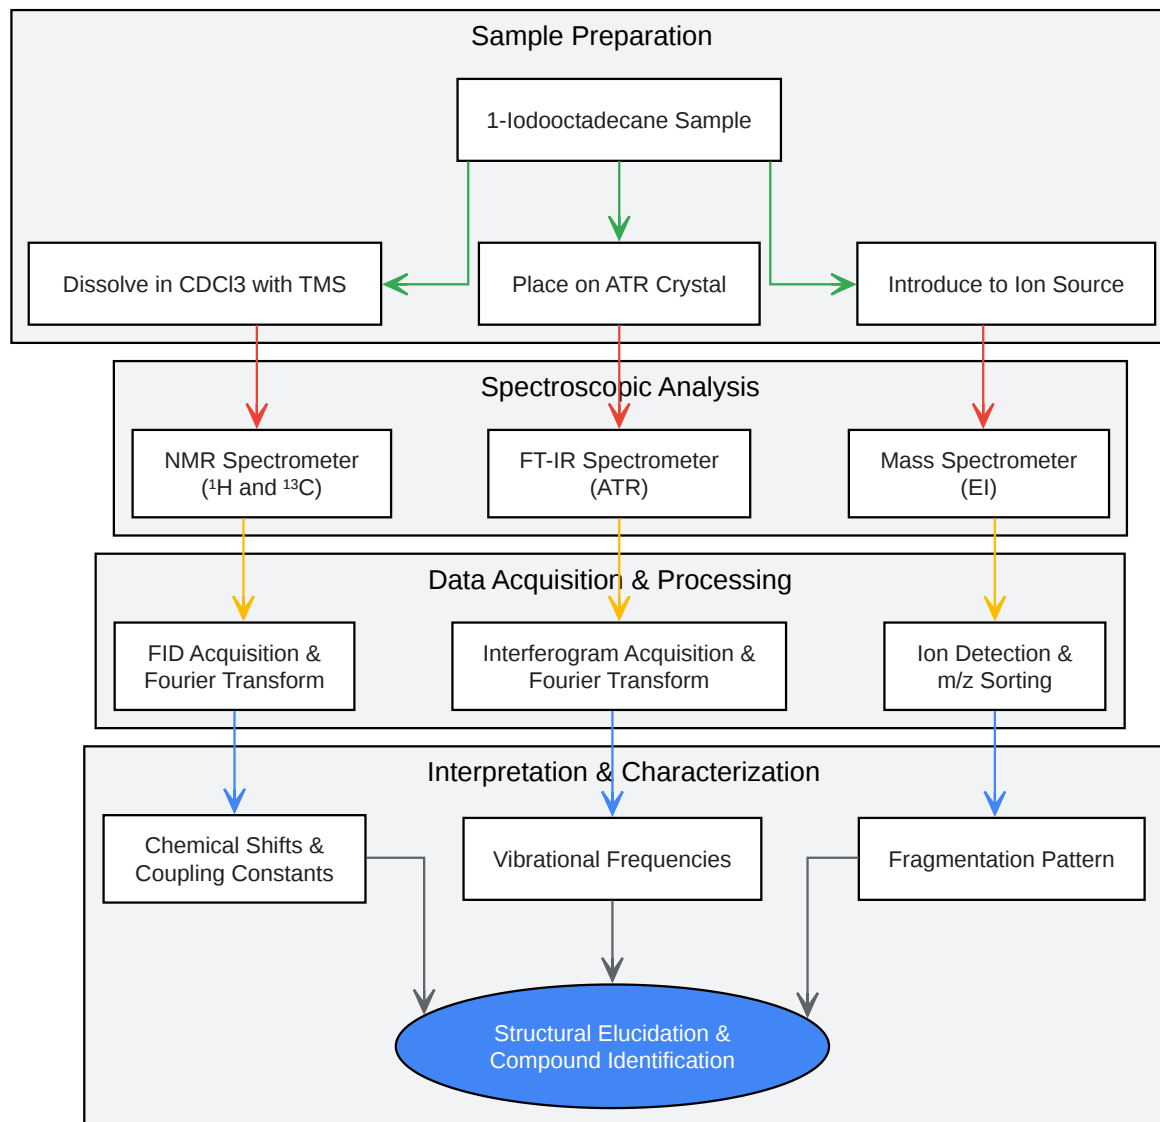 Sample Preparation
1-Iodooctadecane Sample
Dissolve in CDCl3 with TMS
Place on ATR Crystal
Introduce to Ion Source
Spectroscopic Analysis
NMR Spectrometer
(¹H and ¹³C)
FT-IR Spectrometer
(ATR)
Mass Spectrometer
(EI)
Data Acquisition & Processing
FID Acquisition &
Fourier Transform
Interferogram Acquisition &
Fourier Transform
Ion Detection &
m/z Sorting
Interpretation & Characterization
Chemical Shifts &
Coupling Constants
Vibrational Frequencies
Fragmentation Pattern
Structural Elucidation &
Compound Identification